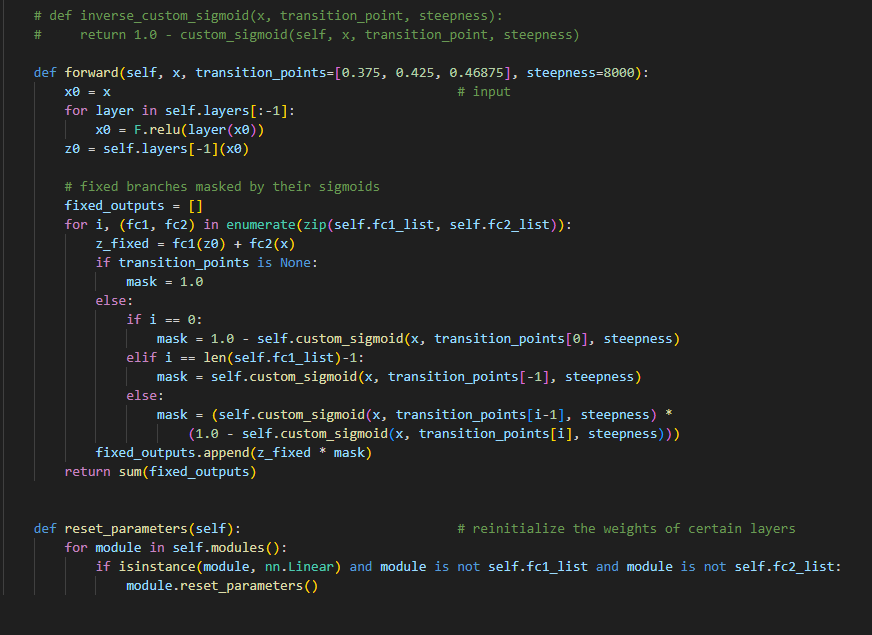 # def inverse_custom_sigmoid(x, transition_point, steepness):
#     return 1.0 - custom_sigmoid(self, x, transition_point, steepness)
def forward(self, x, transition_points=[0.375, 0.425, 0.46875], steepness=8000):
    x0 = x                                             # input
    for layer in self.layers[:-1]:
        x0 = F.relu(layer(x0))
    z0 = self.layers[-1](x0)
    # fixed branches masked by their sigmoids
    fixed_outputs = []
    for i, (fc1, fc2) in enumerate(zip(self.fc1_list, self.fc2_list)):
        z_fixed = fc1(z0) + fc2(x)
        if transition_points is None:
            mask = 1.0
        else:
            if i == 0:
                mask = 1.0 - self.custom_sigmoid(x, transition_points[0], steepness)
            elif i == len(self.fc1_list)-1:
                mask = self.custom_sigmoid(x, transition_points[-1], steepness)
            else:
                mask = (self.custom_sigmoid(x, transition_points[i-1], steepness) *
                    (1.0 - self.custom_sigmoid(x, transition_points[i], steepness)))
        fixed_outputs.append(z_fixed * mask)
    return sum(fixed_outputs)
def reset_parameters(self):                            # reinitialize the weights of certain layers
    for module in self.modules():
        if isinstance(module, nn.Linear) and module is not self.fc1_list and module is not self.fc2_list:
            module.reset_parameters()